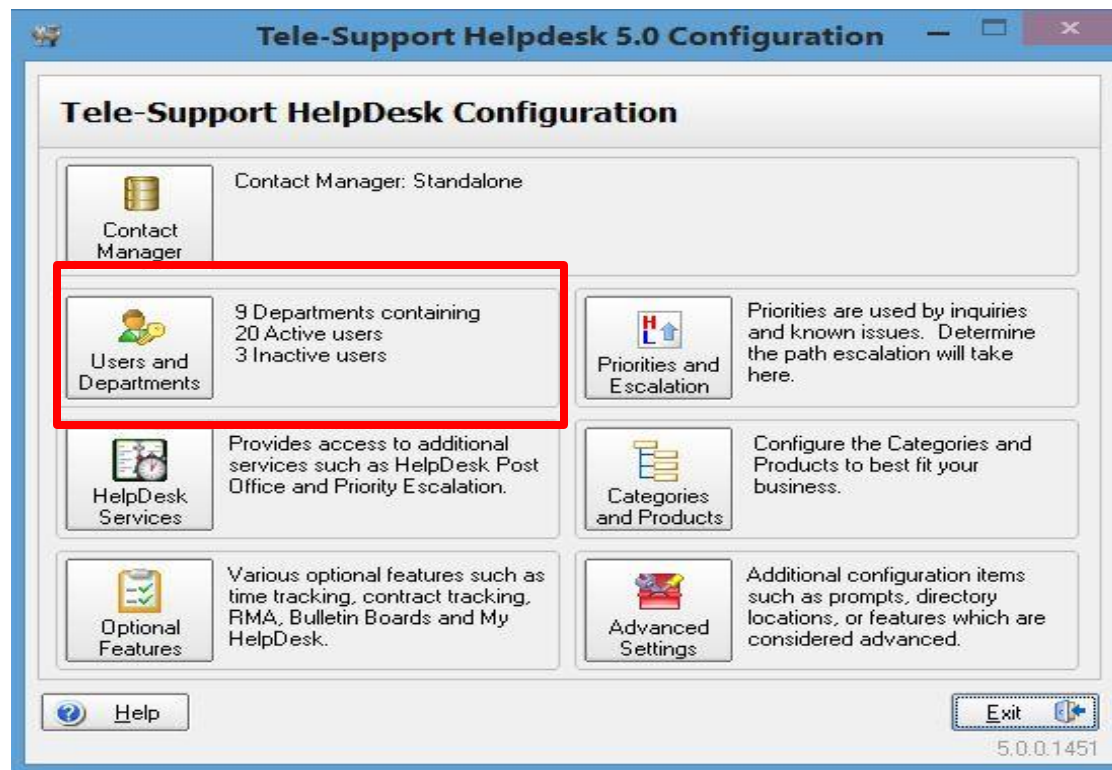 Tele-Support Helpdesk 5.0 Configuration
Tele-Support HelpDesk Configuration
Contact
Manager
Contact Manager: Standalone
Users and
Departments
9 Departments containing
20 Active users
3 Inactive users
H
L
Priorities and
Escalation
Priorities are used by inquiries
and known issues.  Determine
the path escalation will take
here.
HelpDesk
Services
Provides access to additional
services such as HelpDesk Post
Office and Priority Escalation.
Categories
and Products
Configure the Categories and
Products to best fit your
business.
Optional
Features
Various optional features such as
time tracking, contract tracking,
RMA, Bulletin Boards and My
HelpDesk.
Advanced
Settings
Additional configuration items
such as prompts, directory
locations, or features which are
considered advanced.
Help
Exit
5.0.0.1451